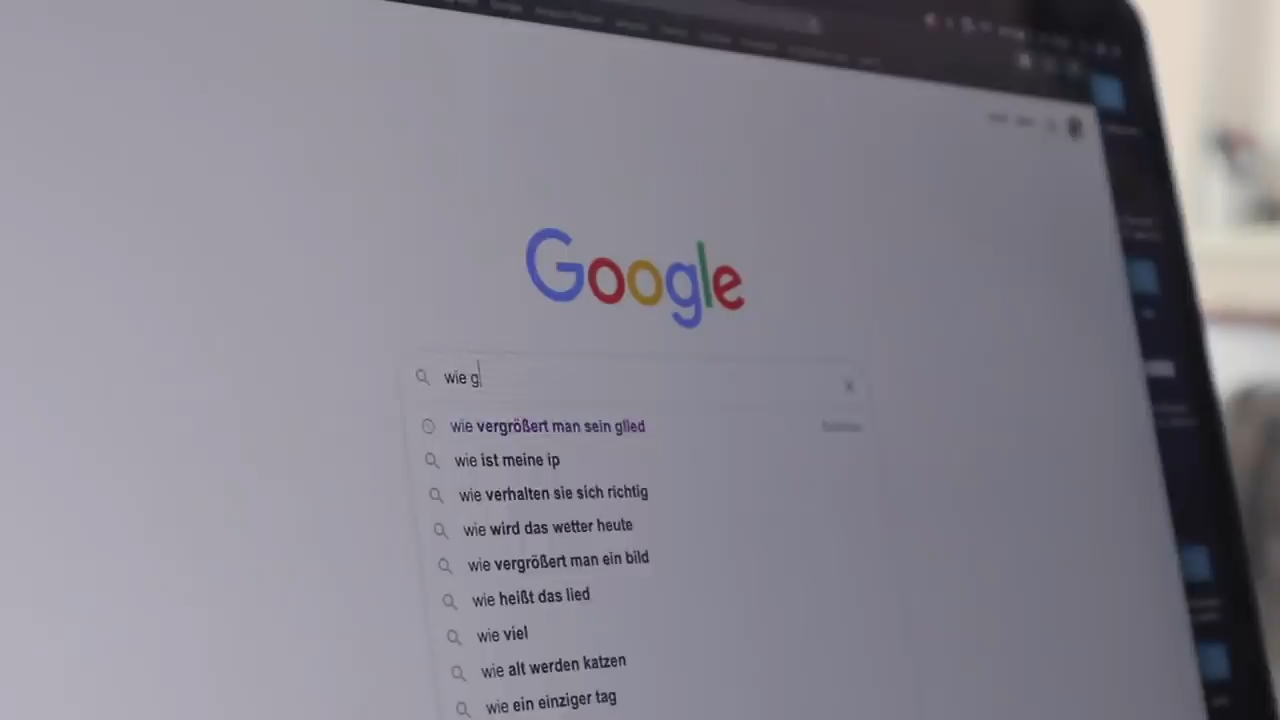 Google
wie g
wie vergrößert man sein glied
wie ist meine ip
wie verhalten sie sich richtig
wie wird das wetter heute
wie vergrößert man ein bild
wie heißt das lied
wie viel
wie alt werden katzen
wie ein einziger tag